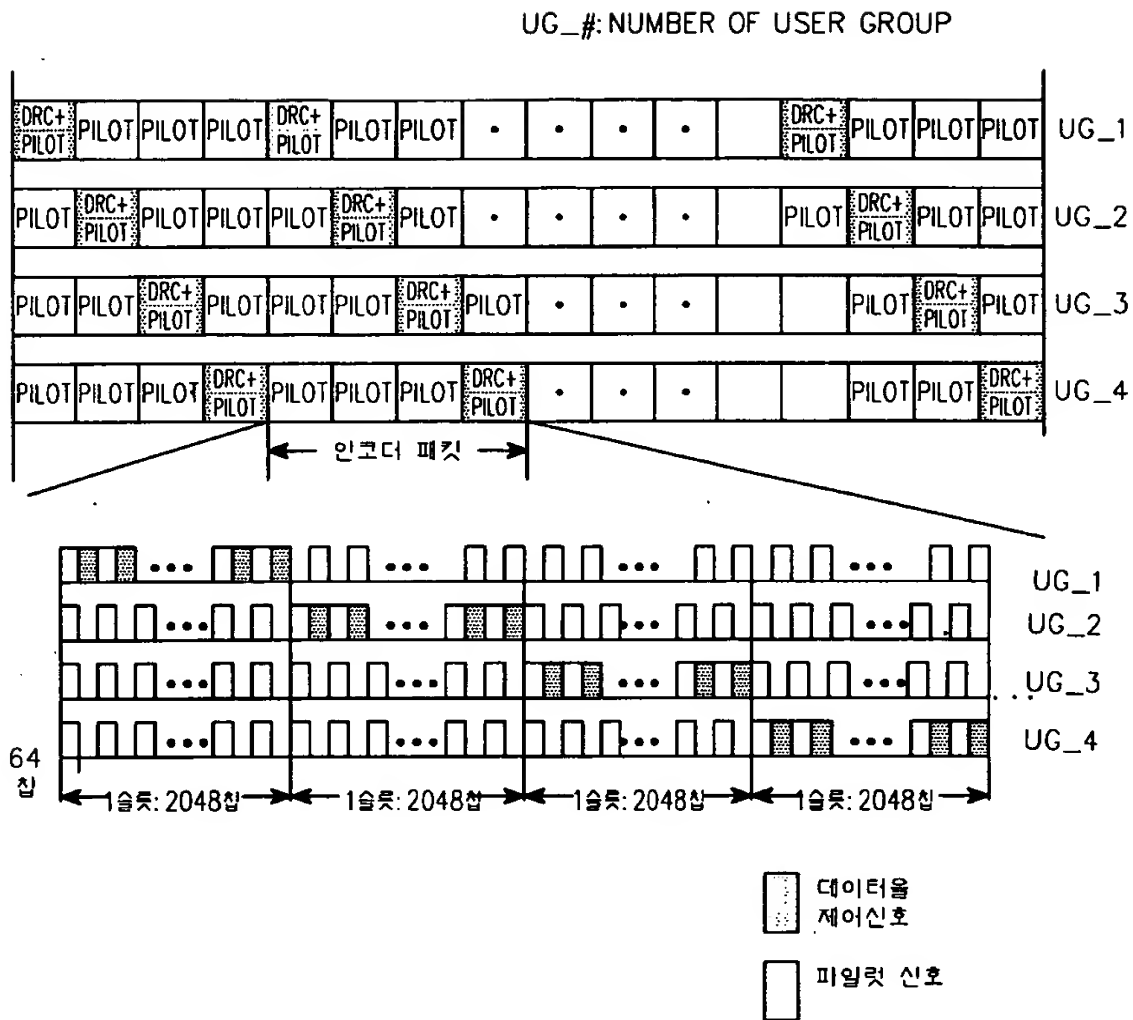 UG_#: NUMBER OF USER GROUP
DRC+ PILOT PILOT PILOT PILOT DRC+ PILOT PILOT PILOT • • • • DRC+ PILOT PILOT PILOT PILOT UG_1
PILOT DRC+ PILOT PILOT PILOT PILOT DRC+ PILOT PILOT • • • • PILOT DRC+ PILOT PILOT PILOT UG_2
PILOT PILOT DRC+ PILOT PILOT PILOT PILOT DRC+ PILOT PILOT • • • PILOT DRC+ PILOT PILOT UG_3
PILOT PILOT PILOT DRC+ PILOT PILOT PILOT PILOT DRC+ PILOT • • • PILOT PILOT DRC+ PILOT UG_4
인코더 패킷
••• ••• ••• ••• UG_1
••• ••• ••• ••• UG_2
••• ••• ••• ••• UG_3
...
••• ••• ••• ••• UG_4
64
칩
1슬롯: 2048칩 1슬롯: 2048칩 1슬롯: 2048칩 1슬롯: 2048칩
데이터율
제어신호
파일럿 신호